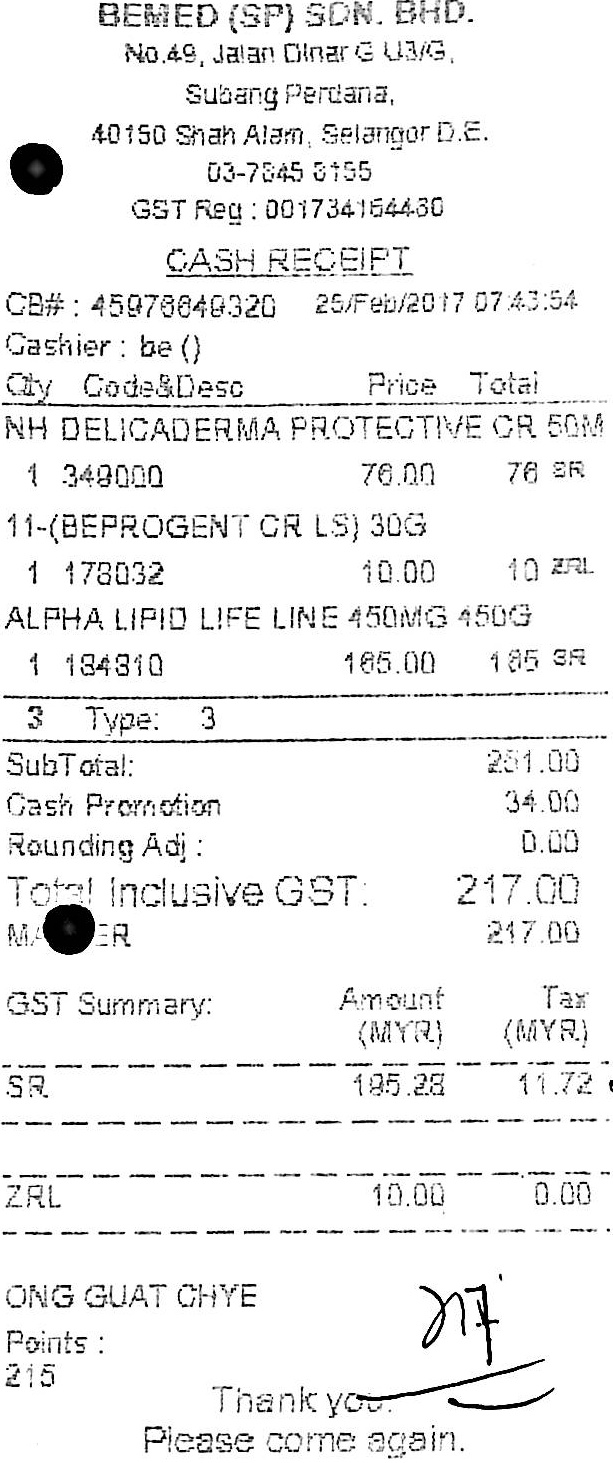 BEMED (SP) SDN. BHD.
No.49, Jalan Dinar G U3/G,
Subang Perdana,
40150 Shah Alam, Selangor D.E.
03-7845 8155
GST Reg : 001734164480
CASH RECEIPT
CB# : 45976649320 25/Feb/2017 07:43:54
Cashier : be ()
Qty Code&Desc Price Total
NH DELICADERMA PROTECTIVE CR 50M
1 349000 76.00 76 SR
11-(BEPROGENT CR LS) 30G
1 178032 10.00 10 ZRL
ALPHA LIPID LIFE LINE 450MG 450G
1 184810 165.00 165 SR
3 Type: 3
SubTotal: 251.00
Cash Promotion 34.00
Rounding Adj : 0.00
Total Inclusive GST: 217.00
MA ER 217.00
GST Summary: Amount Tax
(MYR) (MYR)
SR 195.28 11.72
ZRL 10.00 0.00
ONG GUAT CHYE
217
Points :
215
Thank you.
Please come again.